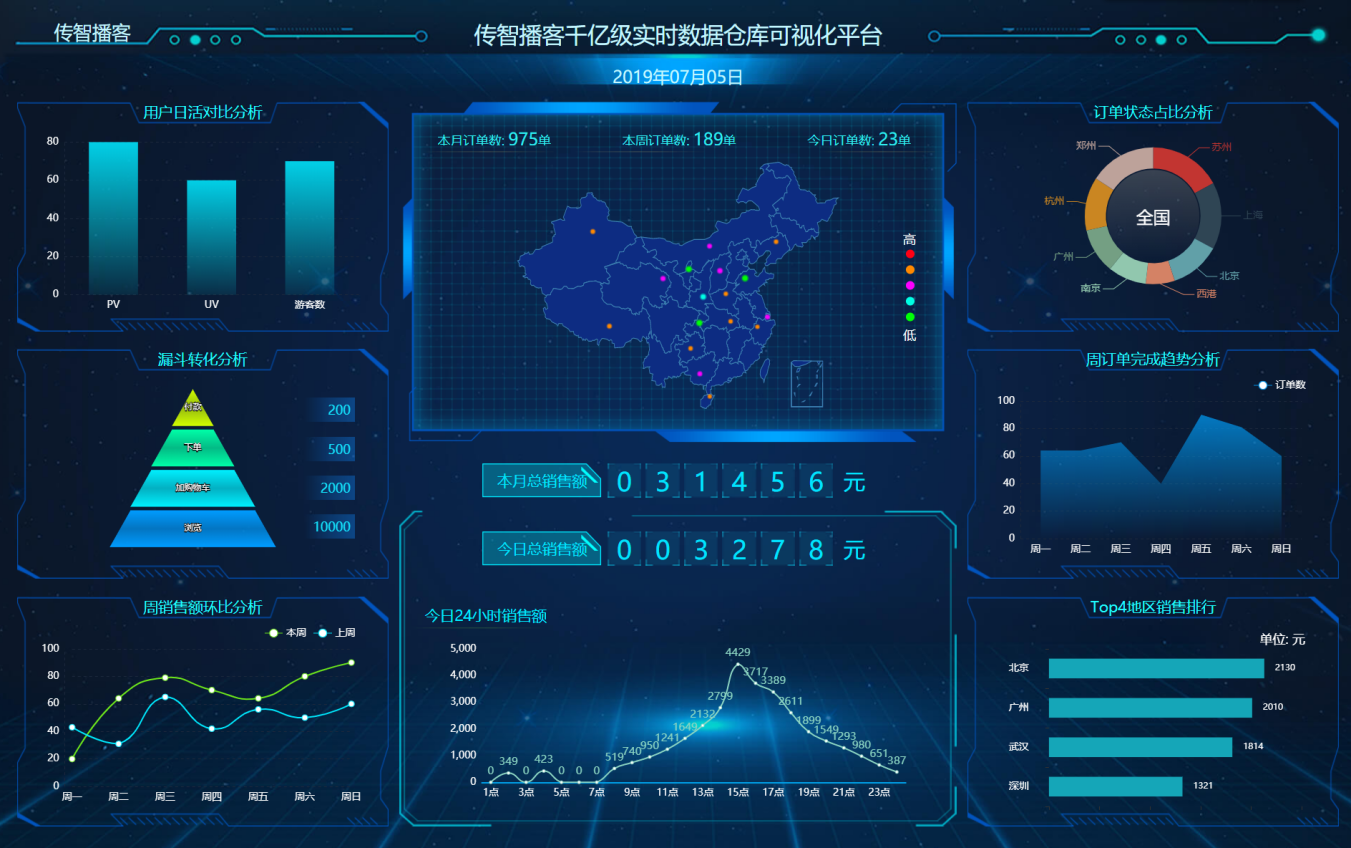 传智播客
传智播客千亿级实时数据仓库可视化平台
2019年07月05日
用户日活对比分析
80
60
40
20
0
PV
UV
游客数
漏斗转化分析
付款
下单
加购物车
浏览
200
500
2000
10000
周销售额环比分析
本周
上周
100
80
60
40
20
0
周一
周二
周三
周四
周五
周六
周日
本月订单数: 975单
本周订单数: 189单
今日订单数: 23单
高
低
本月总销售额
0 3 1 4 5 6 元
今日总销售额
0 0 3 2 7 8 元
今日24小时销售额
5,000
4,000
3,000
2,000
1,000
0
0
349
0
423
0
0
0
519
740
950
1241
1649
2132
2799
4429
3717
3389
2611
1899
1549
1293
980
651
387
1点
3点
5点
7点
9点
11点
13点
15点
17点
19点
21点
23点
订单状态占比分析
郑州
苏州
杭州
上海
全国
广州
北京
南京
西港
周订单完成趋势分析
订单数
100
80
60
40
20
0
周一
周二
周三
周四
周五
周六
周日
Top4地区销售排行
单位: 元
北京
2130
广州
2010
武汉
1814
深圳
1321